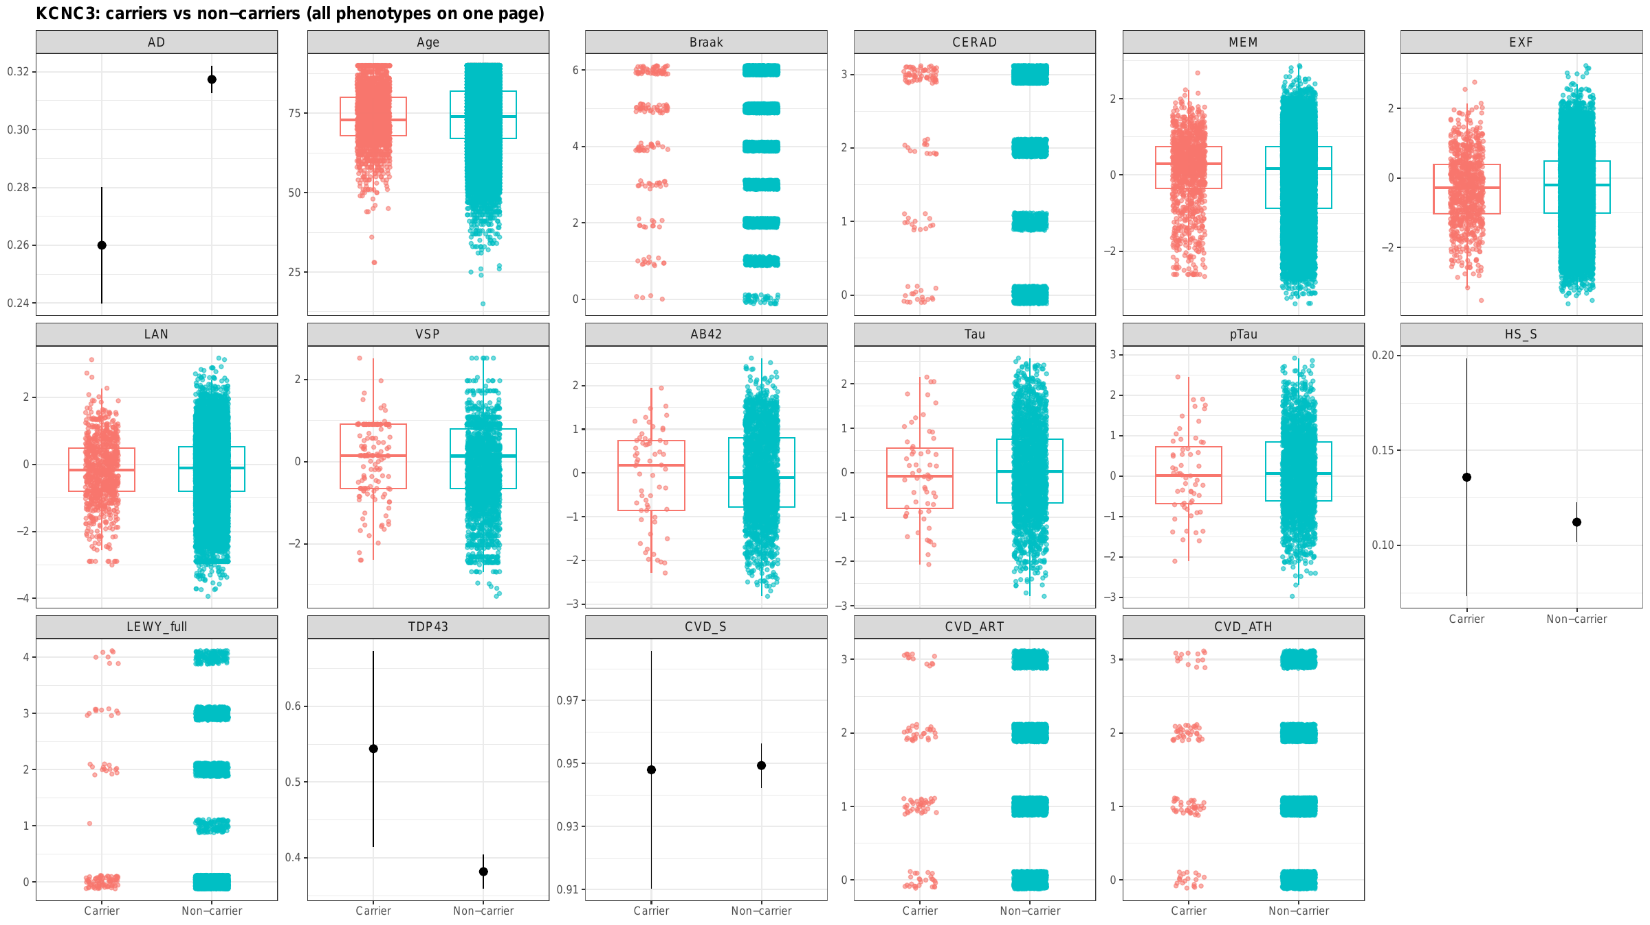 KCNC3: carriers vs non−carriers (all phenotypes on one page)
AD
Age
Braak
CERAD
MEM
EXF
0.32
0.30
0.28
0.26
0.24
75
50
25
6
5
4
3
2
1
0
3
2
1
0
2
0
−2
2
0
−2
LAN
VSP
AB42
Tau
pTau
HS_S
2
0
−2
−4
2
0
−2
2
1
0
−1
−2
−3
2
1
0
−1
−2
−3
3
2
1
0
−1
−2
−3
0.20
0.15
0.10
Carrier
Non−carrier
LEWY_full
TDP43
CVD_S
CVD_ART
CVD_ATH
4
3
2
1
0
0.6
0.5
0.4
0.97
0.95
0.93
0.91
3
2
1
0
3
2
1
0
Carrier
Non−carrier
Carrier
Non−carrier
Carrier
Non−carrier
Carrier
Non−carrier
Carrier
Non−carrier